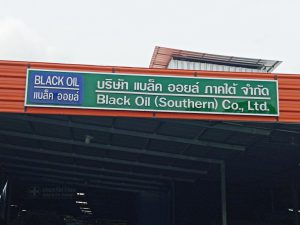 BLACK OIL
แบล็ค ออยล์
บริษัท แบล็ค ออยล์ ภาคใต้ จำกัด
Black Oil (Southern) Co., Ltd.